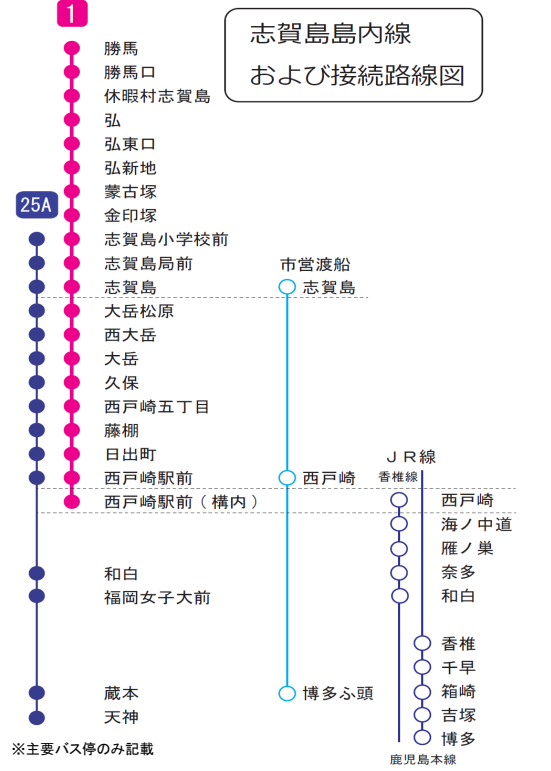 1
志賀島島内線
および接続路線図
勝馬
勝馬口
休暇村志賀島
弘
弘東口
弘新地
蒙古塚
25A
金印塚
志賀島小学校前
志賀島局前
市営渡船
志賀島
志賀島
大岳松原
西大岳
大岳
久保
西戸崎五丁目
藤棚
日出町
JR線
西戸崎駅前
西戸崎
香椎線
西戸崎駅前(構内)
西戸崎
海ノ中道
雁ノ巣
和白
奈多
福岡女子大前
和白
香椎
千早
蔵本
博多ふ頭
箱崎
天神
吉塚
博多
※主要バス停のみ記載
鹿児島本線